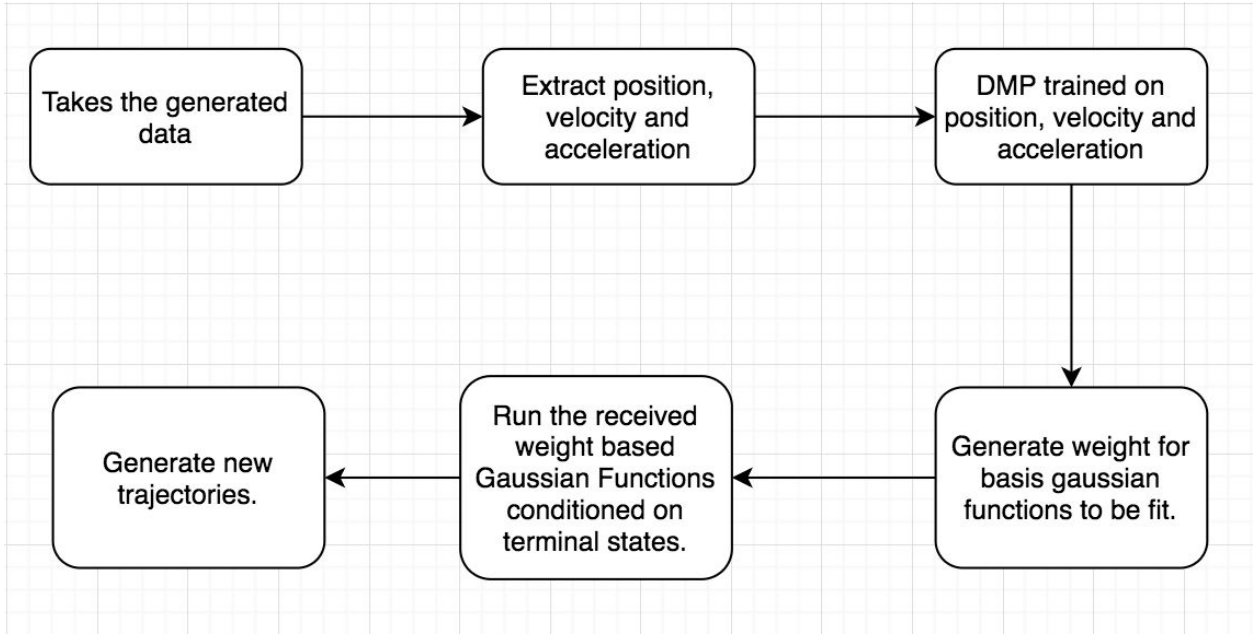 Takes the generated
data
Extract position,
velocity and
acceleration
DMP trained on
position, velocity and
acceleration
Generate weight for
basis gaussian
functions to be fit.
Run the received
weight based
Gaussian Functions
conditioned on
terminal states.
Generate new
trajectories.